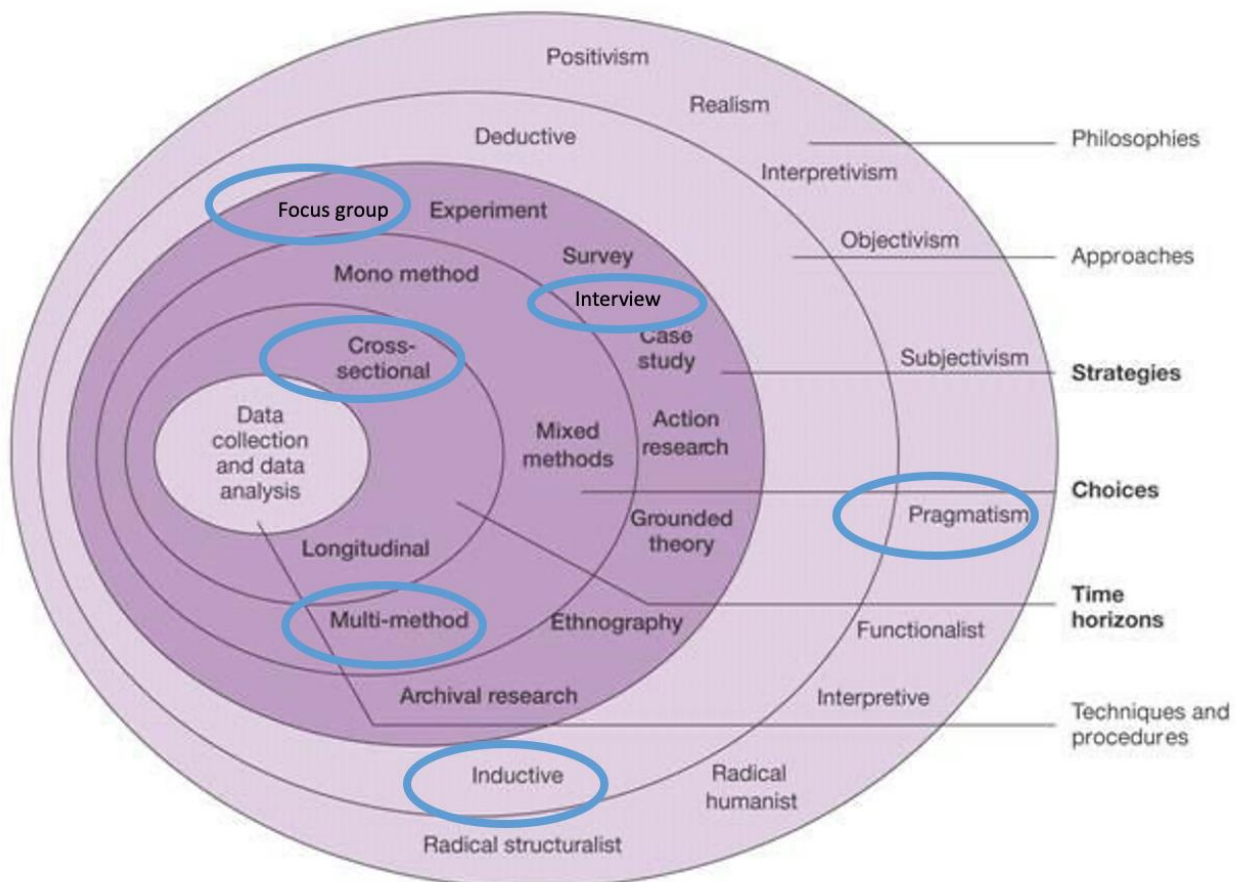 Positivism
Realism
Deductive
Philosophies
Interpretivism
Focus group
Experiment
Objectivism
Survey
Approaches
Mono method
Interview
Case
study
Cross-
sectional
Subjectivism
Strategies
Data
collection
and data
analysis
Mixed
methods
Action
research
Choices
Pragmatism
Grounded
theory
Longitudinal
Time
horizons
Multi-method
Ethnography
Functionalist
Archival research
Interpretive
Techniques and
procedures
Inductive
Radical
humanist
Radical structuralist